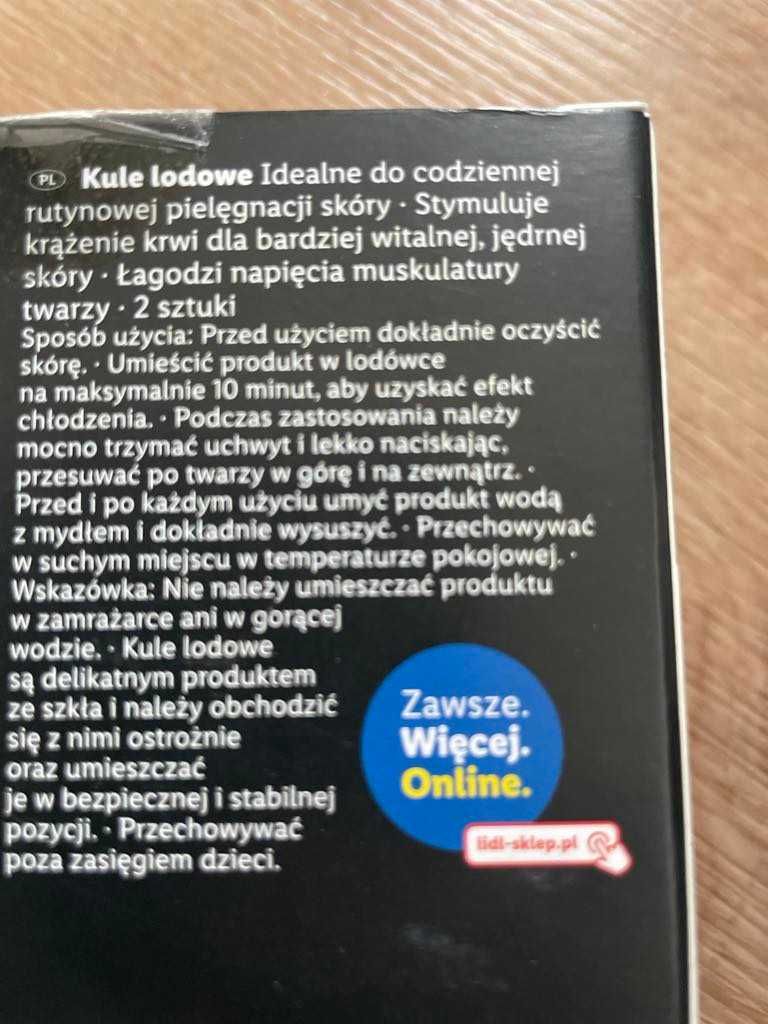 PL Kule lodowe Idealne do codziennej
rutynowej pielęgnacji skóry · Stymuluje
krążenie krwi dla bardziej witalnej, jędrnej
skóry · Łagodzi napięcia muskulatury
twarzy · 2 sztuki
Sposób użycia: Przed użyciem dokładnie oczyścić
skórę. · Umieścić produkt w lodówce
na maksymalnie 10 minut, aby uzyskać efekt
chłodzenia. · Podczas zastosowania należy
mocno trzymać uchwyt i lekko naciskając,
przesuwać po twarzy w górę i na zewnątrz. ·
Przed i po każdym użyciu umyć produkt wodą
z mydłem i dokładnie wysuszyć. · Przechowywać
w suchym miejscu w temperaturze pokojowej. ·
Wskazówka: Nie należy umieszczać produktu
w zamrażarce ani w gorącej
wodzie. · Kule lodowe
są delikatnym produktem
ze szkła i należy obchodzić
się z nimi ostrożnie
oraz umieszczać
je w bezpiecznej i stabilnej
pozycji. · Przechowywać
poza zasięgiem dzieci.
Zawsze.
Więcej.
Online.
lidl-sklep.pl